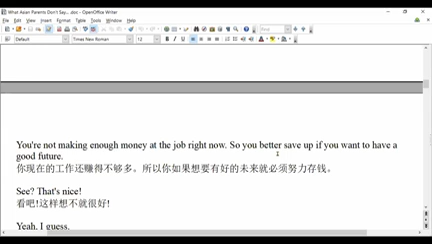 What Asian Parents Don't Say... .doc - OpenOffice Writer
File Edit View Insert Format Table Tools Window Help
Default Times New Roman 12 B I U
You're not making enough money at the job right now. So you better save up if you want to have a
good future.
你现在的工作还赚得不够多。所以你如果想要有好的未来就必须努力存钱。
See? That's nice!
看吧!这样想不就很好!
Yeah, I guess.